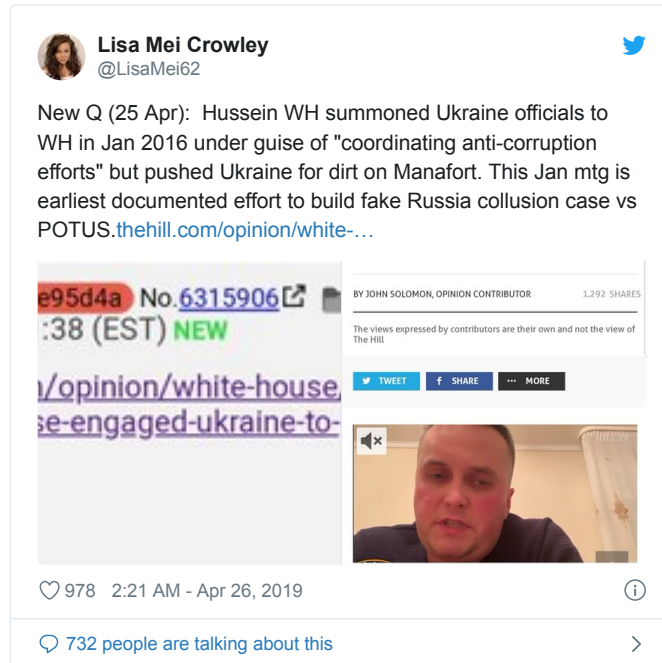 Lisa Mei Crowley
@LisaMei62
New Q (25 Apr):  Hussein WH summoned Ukraine officials to
WH in Jan 2016 under guise of "coordinating anti-corruption
efforts" but pushed Ukraine for dirt on Manafort. This Jan mtg is
earliest documented effort to build fake Russia collusion case vs
POTUS.thehill.com/opinion/white-…
e95d4a No.6315906
:38 (EST) NEW
/opinion/white-house/
se-engaged-ukraine-to-
BY JOHN SOLOMON, OPINION CONTRIBUTOR
1,292 SHARES
The views expressed by contributors are their own and not the view of
The Hill
TWEET
SHARE
MORE
978 2:21 AM - Apr 26, 2019
732 people are talking about this